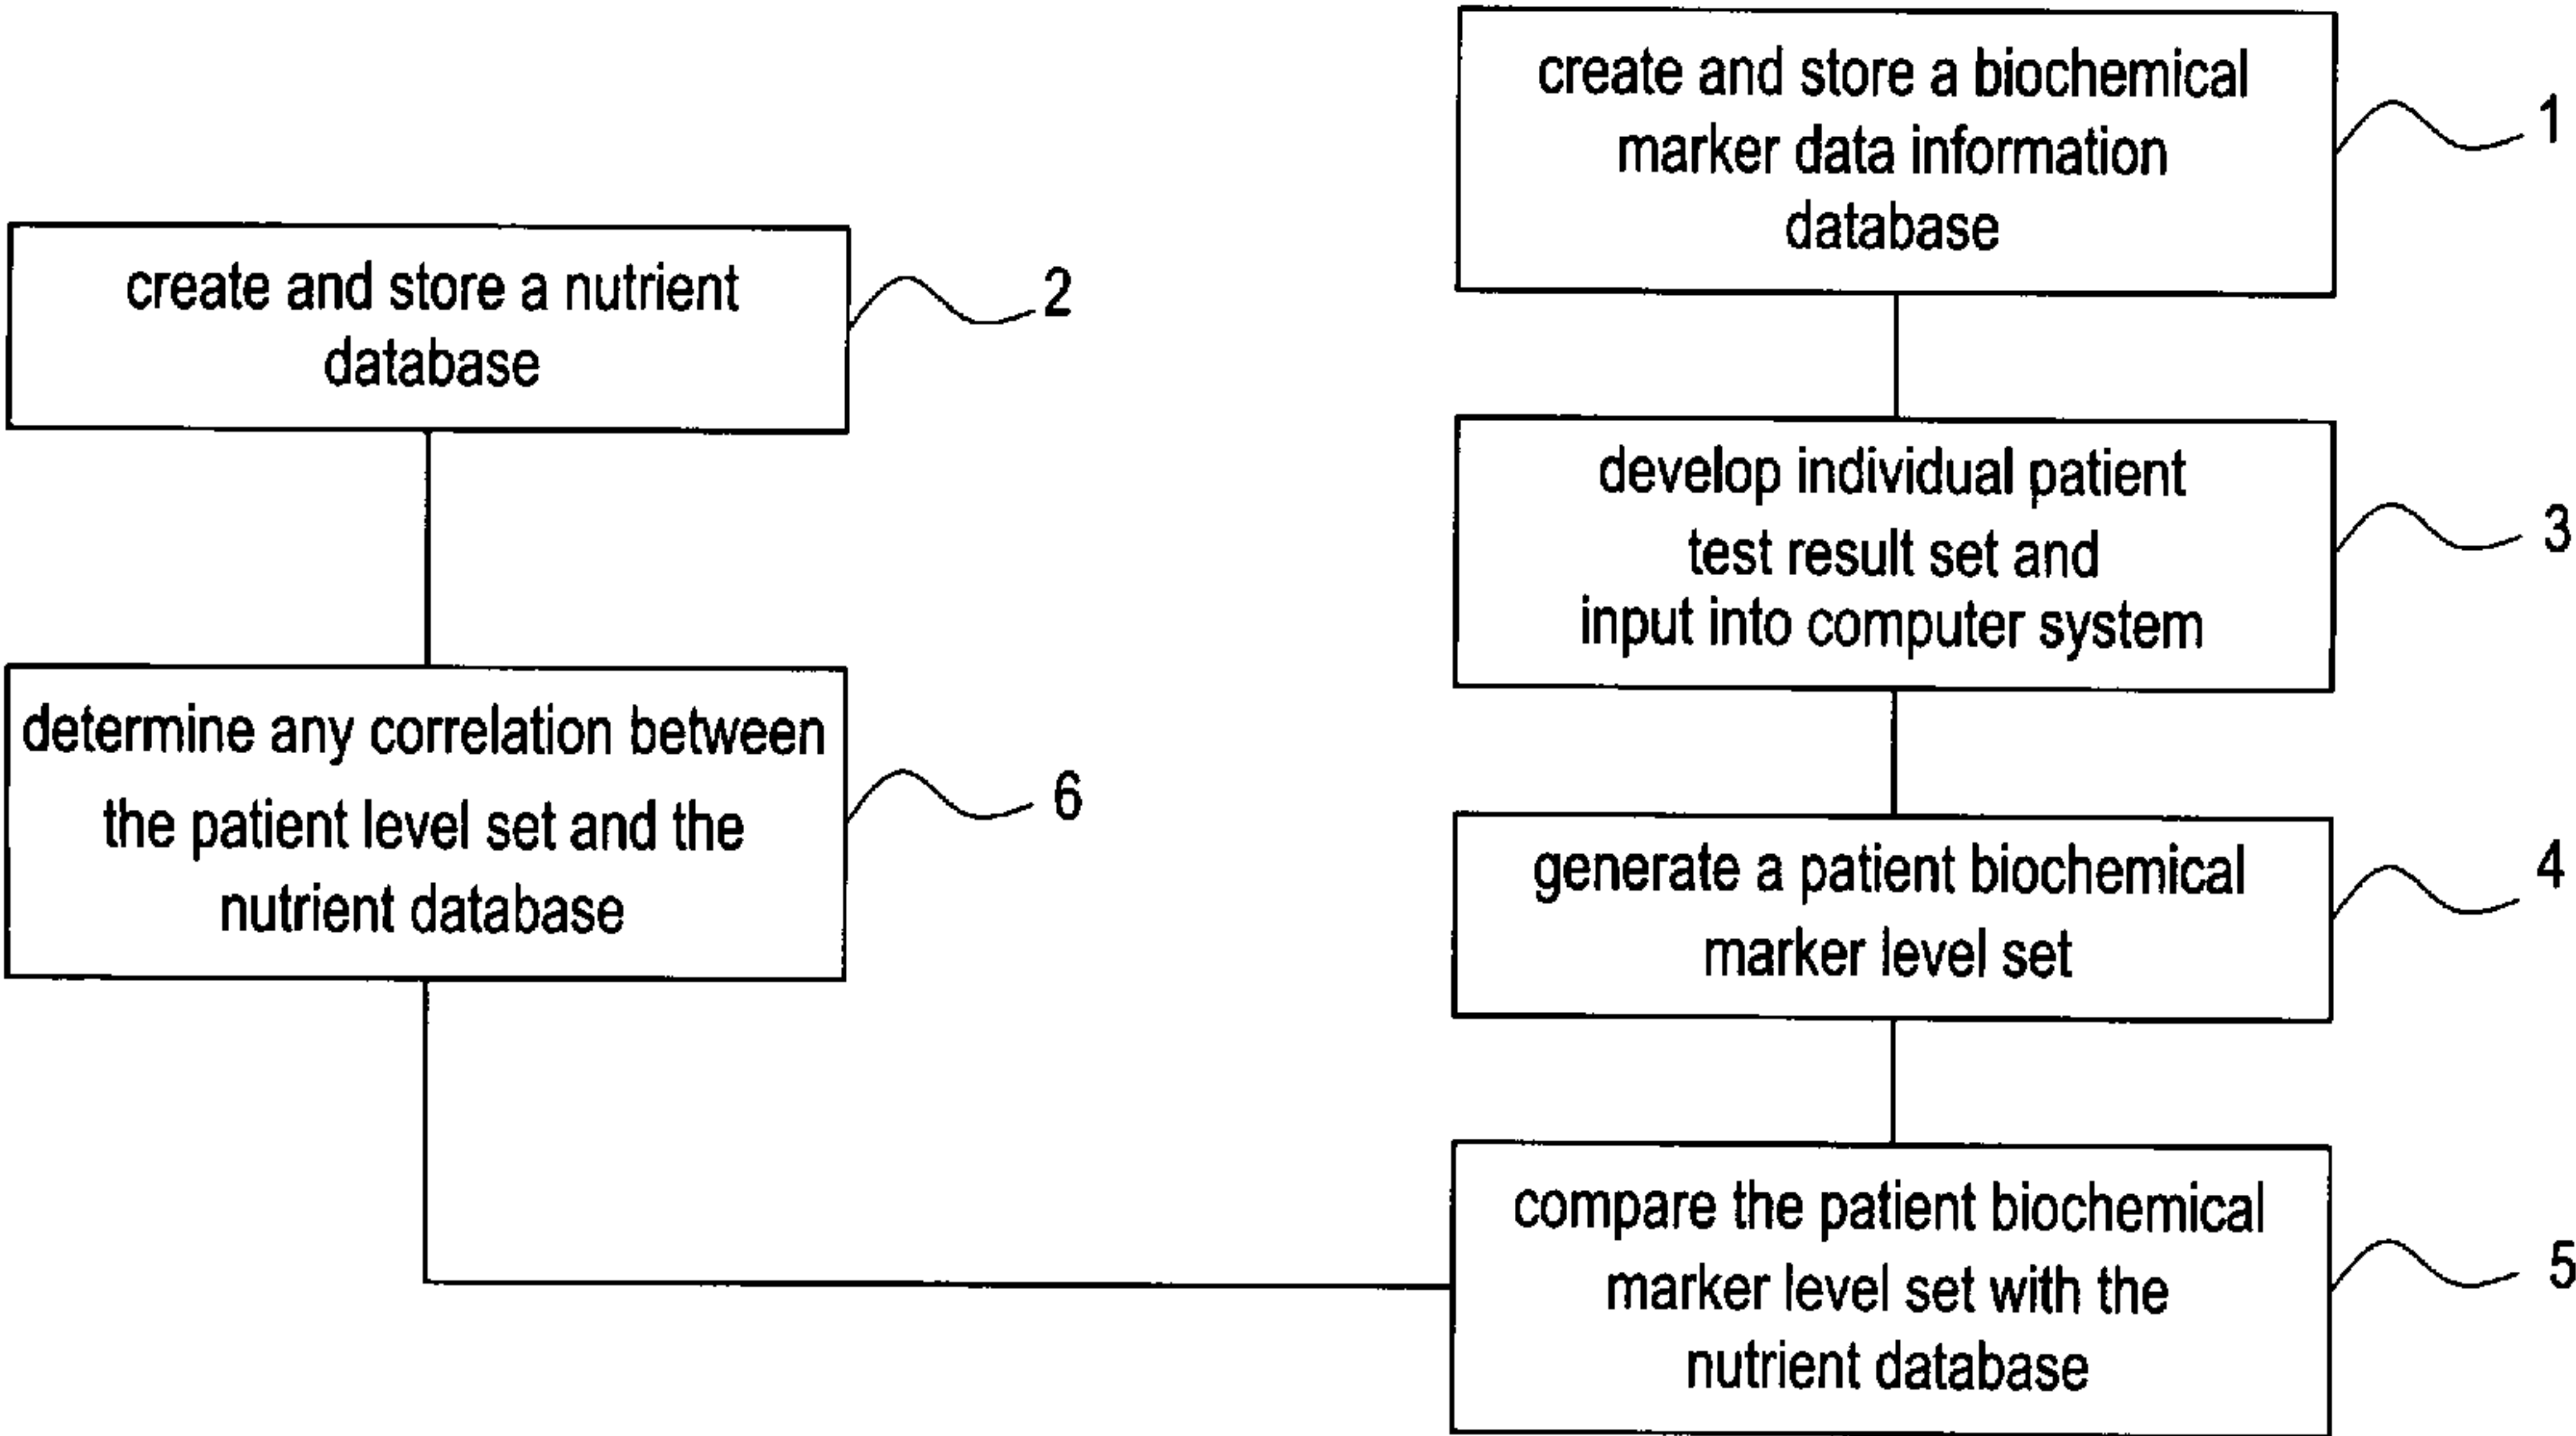 create and store a biochemical
marker data information
database
1
create and store a nutrient
database
2
develop individual patient
test result set and
input into computer system
3
determine any correlation between
the patient level set and the
nutrient database
6
generate a patient biochemical
marker level set
4
compare the patient biochemical
marker level set with the
nutrient database
5